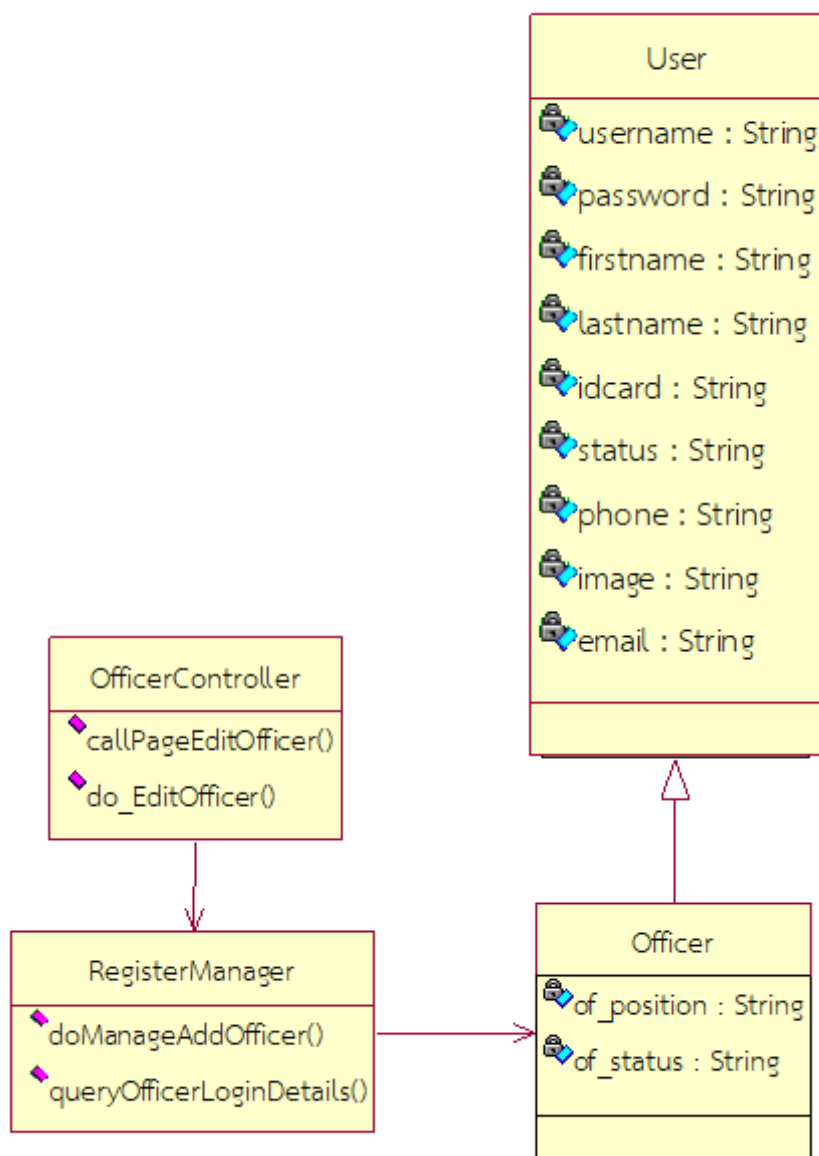 User
username : String
password : String
firstname : String
lastname : String
idcard : String
status : String
phone : String
image : String
email : String
OfficerController
callPageEditOfficer()
do_EditOfficer()
RegisterManager
doManageAddOfficer()
queryOfficerLoginDetails()
Officer
of_position : String
of_status : String